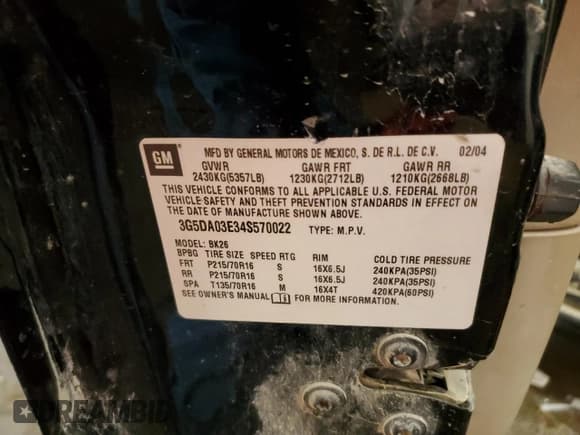 GM
MFD BY GENERAL MOTORS DE MEXICO, S. DE R.L. DE C.V. 02/04
GVWR GAWR FRT GAWR RR
2430KG(5357LB) 1230KG(2712LB) 1210KG(2668LB)
THIS VEHICLE CONFORMS TO ALL APPLICABLE U.S. FEDERAL MOTOR
VEHICLE SAFETY AND THEFT PREVENTION STANDARDS IN EFFECT ON
THE DATE OF MANUFACTURE SHOWN ABOVE.
3G5DA03E34S570022 TYPE: M.P.V.
MODEL: BK26
BPBG TIRE SIZE SPEED RTG RIM COLD TIRE PRESSURE
FRT P215/70R16 S 16X6.5J 240KPA(35PSI)
RR P215/70R16 S 16X6.5J 240KPA(35PSI)
SPA T135/70R16 M 16X4T 420KPA(60PSI)
SEE OWNER'S MANUAL FOR MORE INFORMATION.
DREAMBID